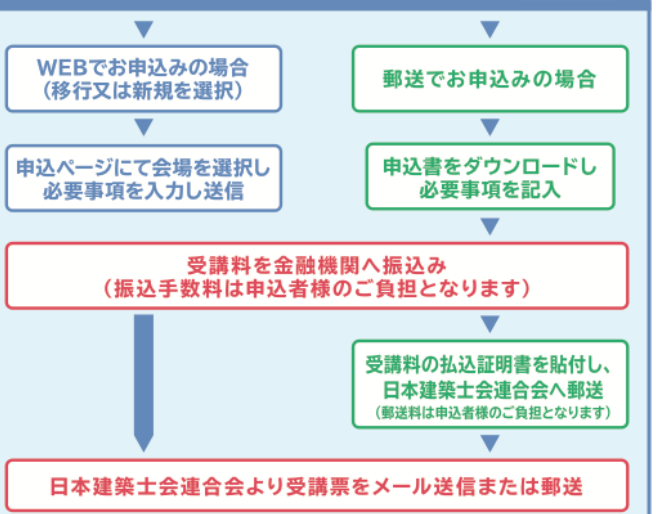 WEBでお申込みの場合
(移行又は新規を選択)
郵送でお申込みの場合
申込ページにて会場を選択し
必要事項を入力し送信
申込書をダウンロードし
必要事項を記入
受講料を金融機関へ振込み
(振込手数料は申込者様のご負担となります)
受講料の払込証明書を貼付し、
日本建築士会連合会へ郵送
(郵送料は申込者様のご負担となります)
日本建築士会連合会より受講票をメール送信または郵送